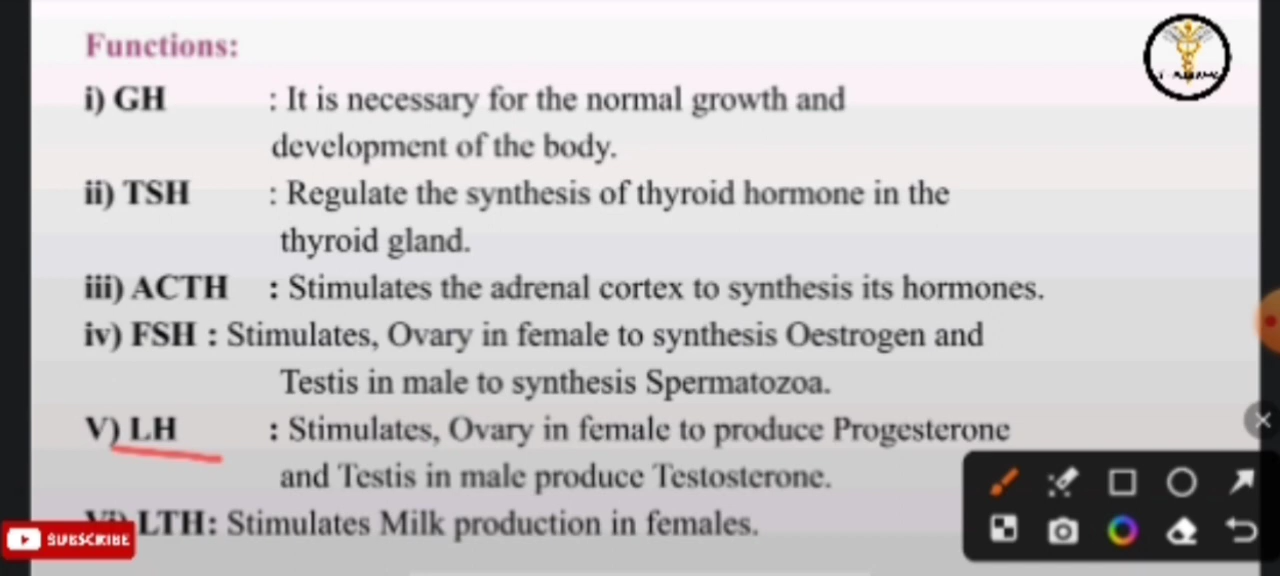 Functions:
i) GH : It is necessary for the normal growth and
development of the body.
ii) TSH : Regulate the synthesis of thyroid hormone in the
thyroid gland.
iii) ACTH : Stimulates the adrenal cortex to synthesis its hormones.
iv) FSH : Stimulates, Ovary in female to synthesis Oestrogen and
Testis in male to synthesis Spermatozoa.
V) LH : Stimulates, Ovary in female to produce Progesterone
and Testis in male produce Testosterone.
Vi) LTH: Stimulates Milk production in females.
SUBSCRIBE